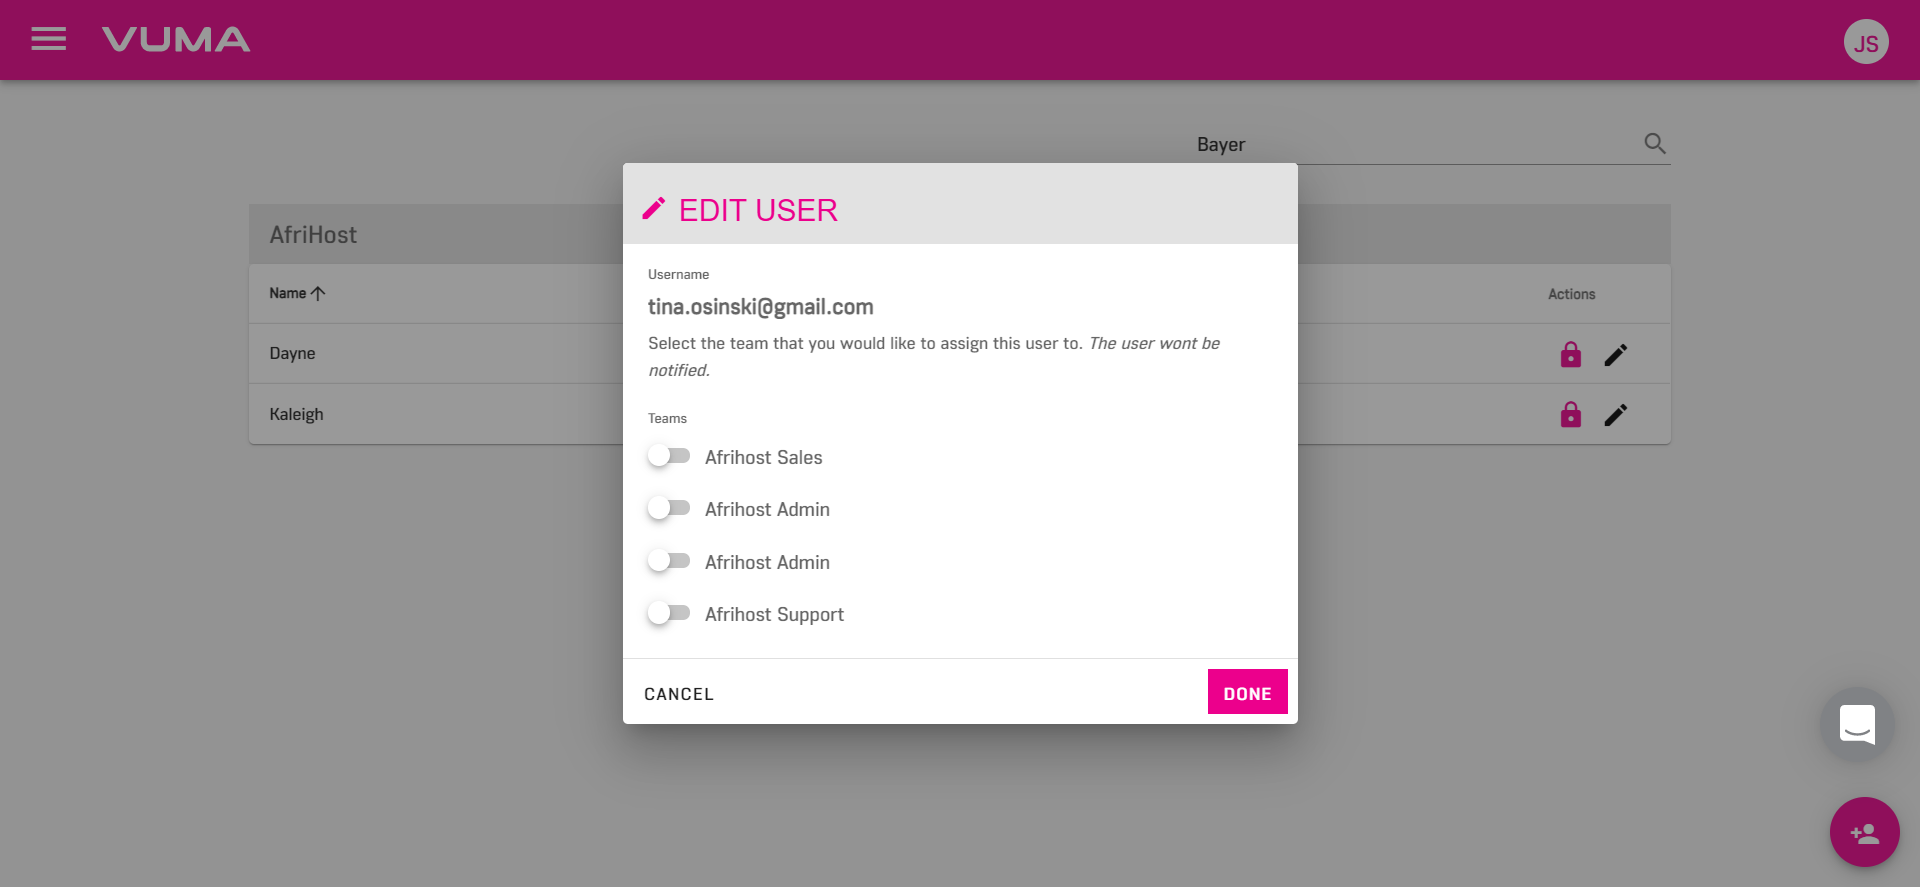 VUMA
JS
Bayer
EDIT USER
AfriHost
Username
Name
tina.osinski@gmail.com
Actions
Select the team that you would like to assign this user to. The user wont be
notified.
Dayne
Kaleigh
Teams
Afrihost Sales
Afrihost Admin
Afrihost Admin
Afrihost Support
CANCEL
DONE